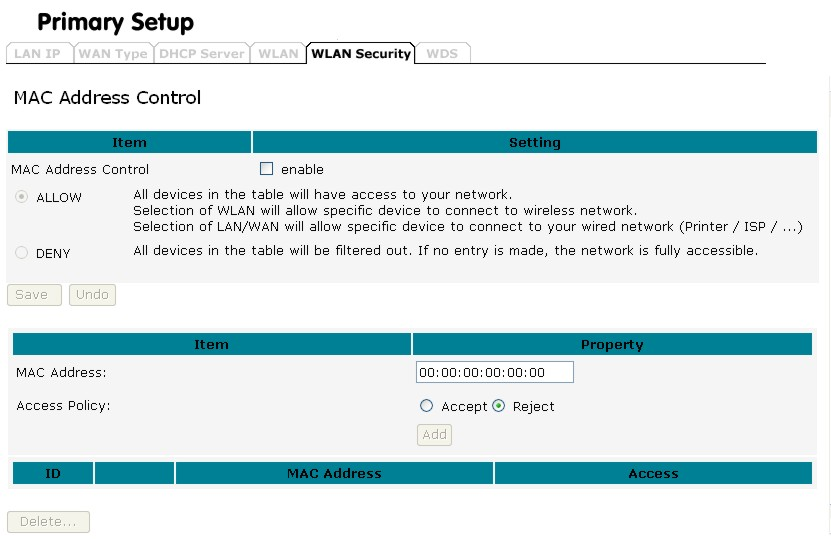 Primary Setup
LAN IP WAN Type DHCP Server WLAN WLAN Security WDS
MAC Address Control
Item Setting
MAC Address Control enable
ALLOW All devices in the table will have access to your network.
Selection of WLAN will allow specific device to connect to wireless network.
Selection of LAN/WAN will allow specific device to connect to your wired network (Printer / ISP / ...)
DENY All devices in the table will be filtered out. If no entry is made, the network is fully accessible.
Save Undo
Item Property
MAC Address: 00:00:00:00:00:00
Access Policy: Accept Reject
Add
ID MAC Address Access
Delete...